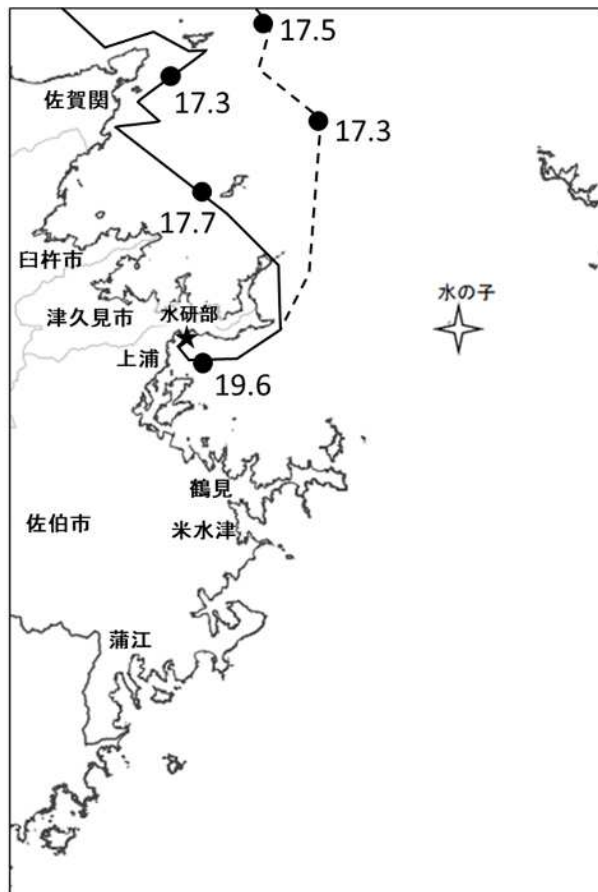 17.5
佐賀関
17.3
17.3
17.7
臼杵市
水の子
津久見市
水研部
上浦
19.6
鶴見
佐伯市
米水津
蒲江